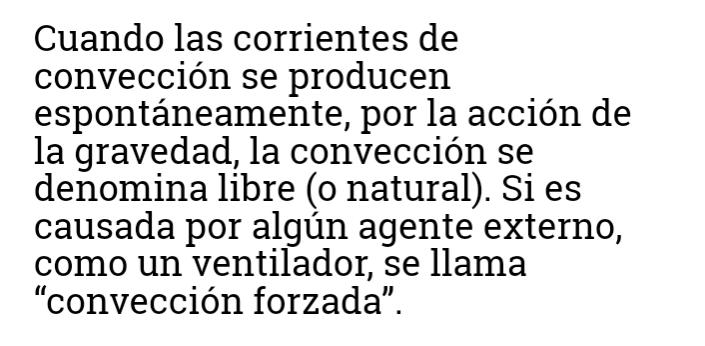 Cuando las corrientes de
convección se producen
espontáneamente, por la acción de
la gravedad, la convección se
denomina libre (o natural). Si es
causada por algún agente externo,
como un ventilador, se llama
“convección forzada”.